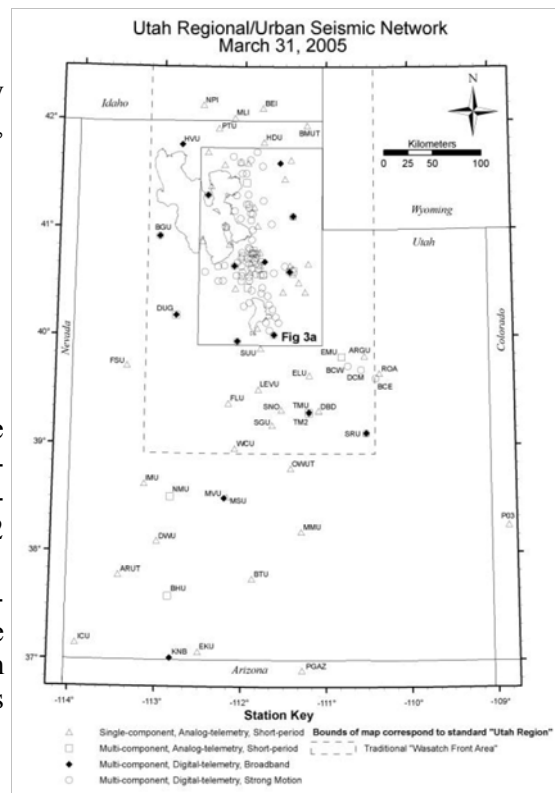 Utah Regional/Urban Seismic Network
March 31, 2005
y
,
e
-
-
2
-
e
n
s
N
Kilometers
0 25 50 100
Idaho
Wyoming
Utah
Nevada
Colorado
Arizona
42°
41°
40°
39°
38°
37°
NPI
BEI
MLI
PTU
BMUT
HVU
HDU
BGU
DUG
FSU
SUU
Fig 3a
EMU
ARGU
BCW
ROA
DCM
BCE
ELU
LEVU
FLU
SNO
TMU
DBD
SGU
TM2
SRU
WCU
OWUT
IMU
NMU
MVU
MSU
P03
MMU
DWU
ARUT
BTU
BHU
ICU
KNB
EKU
PGAZ
-114°
-113°
-112°
-111°
-110°
-109°
Station Key
Single-component, Analog-telemetry, Short-period
Bounds of map correspond to standard "Utah Region"
Multi-component, Analog-telemetry, Short-period
Traditional "Wasatch Front Area"
Multi-component, Digital-telemetry, Broadband
Multi-component, Digital-telemetry, Strong Motion